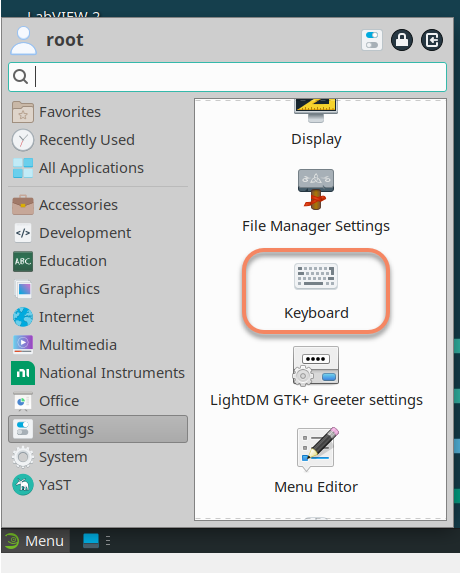 LabVIEW 2
root
Favorites
Recently Used
All Applications
Accessories
Development
ABC
Education
Graphics
Internet
Multimedia
National Instruments
Office
Settings
System
YaST
Display
File Manager Settings
Keyboard
LightDM GTK+ Greeter settings
Menu Editor
Menu